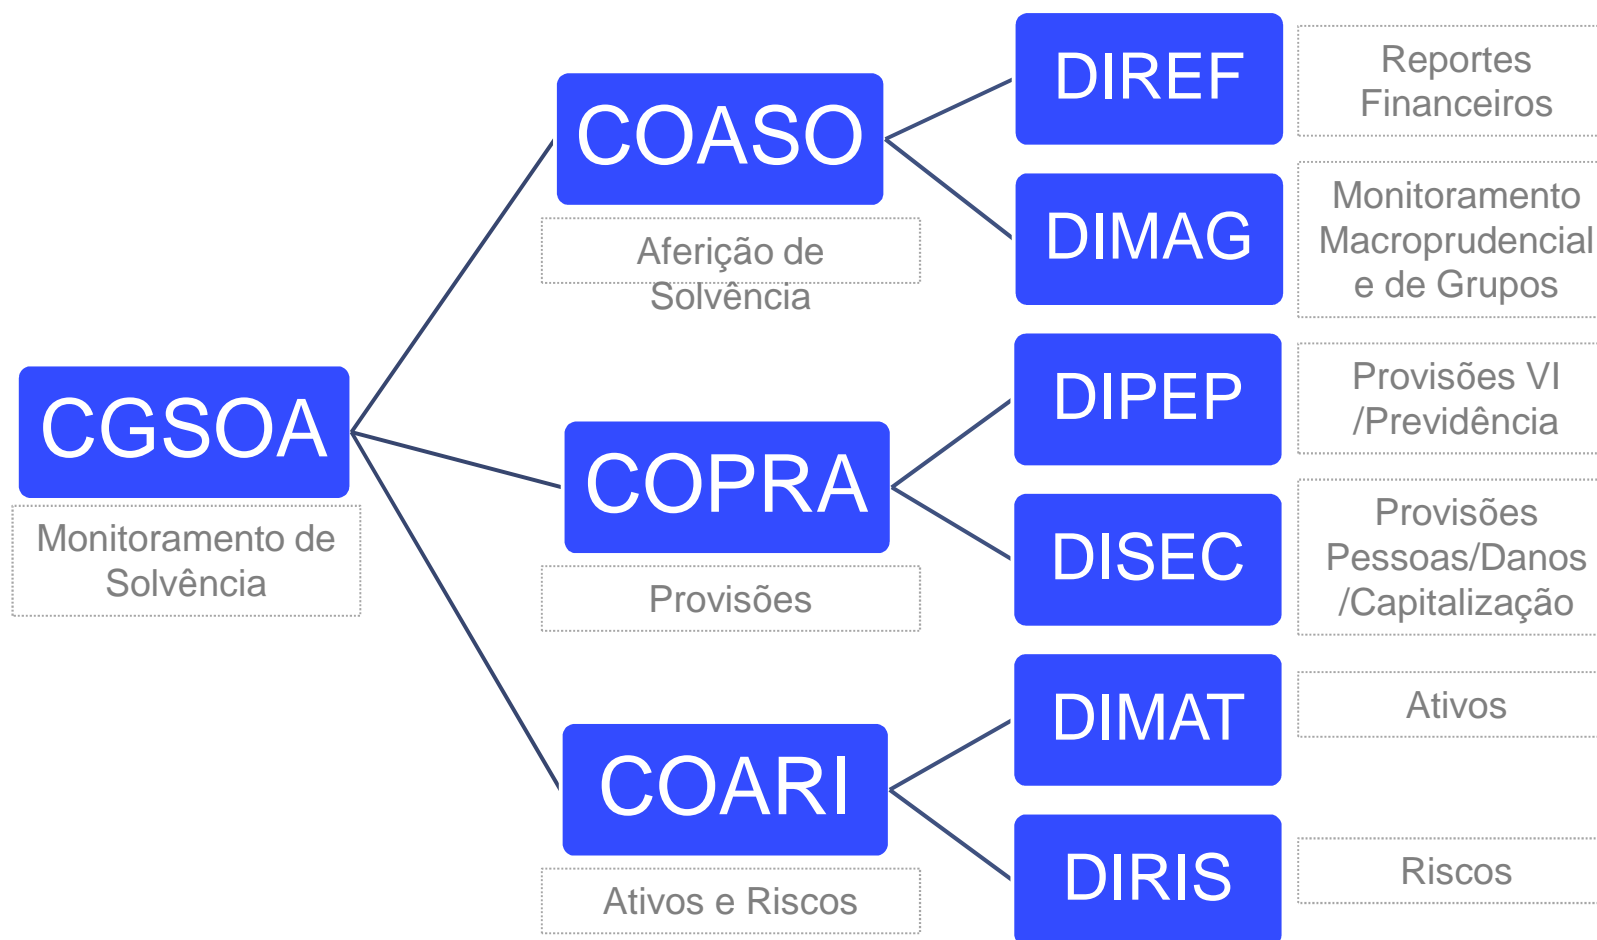 CGSOA
Monitoramento de
Solvência
COASO
Aferição de
Solvência
DIREF
Reportes
Financeiros
DIMAG
Monitoramento
Macroprudencial
e de Grupos
COPRA
Provisões
DIPEP
Provisões VI
/Previdência
DISEC
Provisões
Pessoas/Danos
/Capitalização
COARI
Ativos e Riscos
DIMAT
Ativos
DIRIS
Riscos